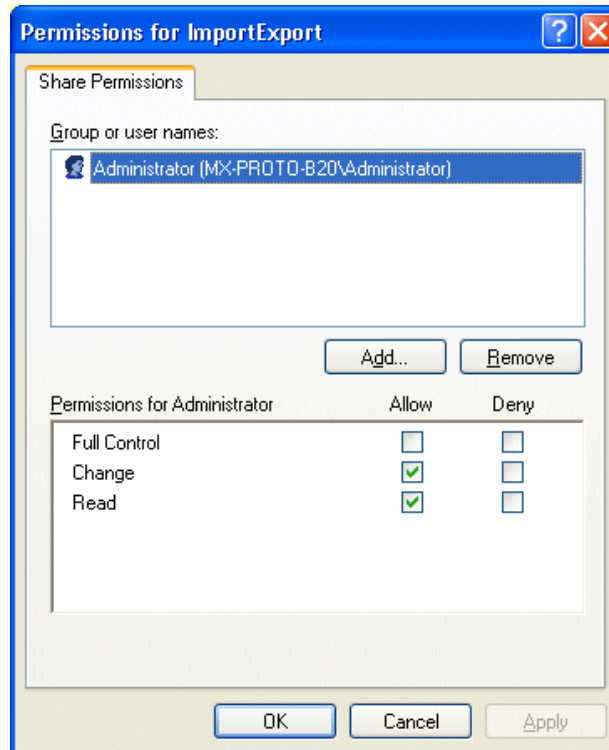 Permissions for ImportExport
Share Permissions
Group or user names:
Administrator (MX-PROTO-B20\Administrator)
Add... Remove
Permissions for Administrator Allow Deny
Full Control
Change
Read
OK Cancel Apply